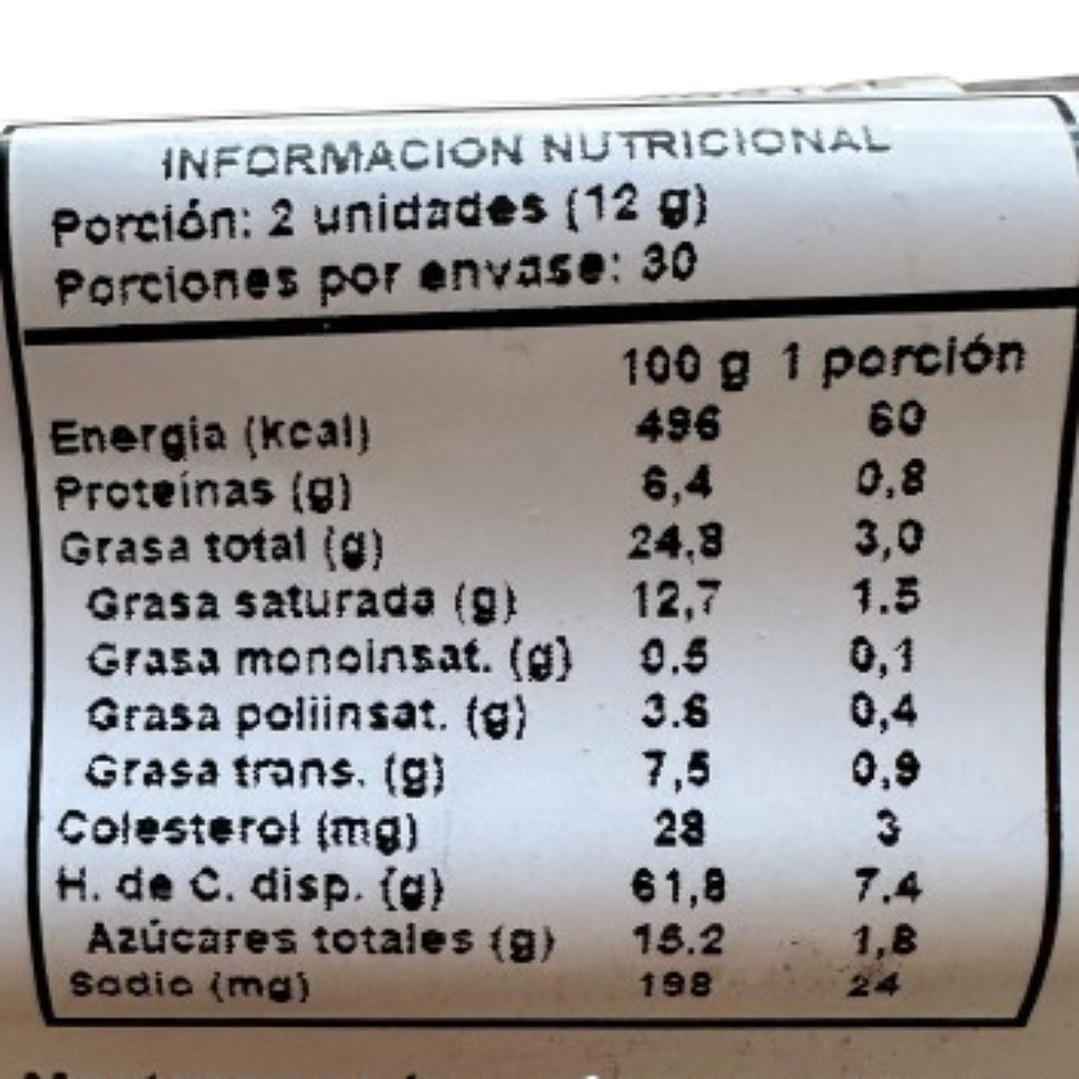 INFORMACION NUTRICIONAL
Porción: 2 unidades (12 g)
Porciones por envase: 30
100 g 1 porción
Energia (kcal) 496 60
Proteínas (g) 6,4 0,8
Grasa total (g) 24,8 3,0
Grasa saturada (g) 12,7 1.5
Grasa monoinsat. (g) 0.5 0,1
Grasa poliinsat. (g) 3.6 0,4
Grasa trans. (g) 7,5 0,9
Colesterol (mg) 28 3
H. de C. disp. (g) 61,8 7.4
Azúcares totales (g) 15.2 1,8
Sodio (mg) 198 24